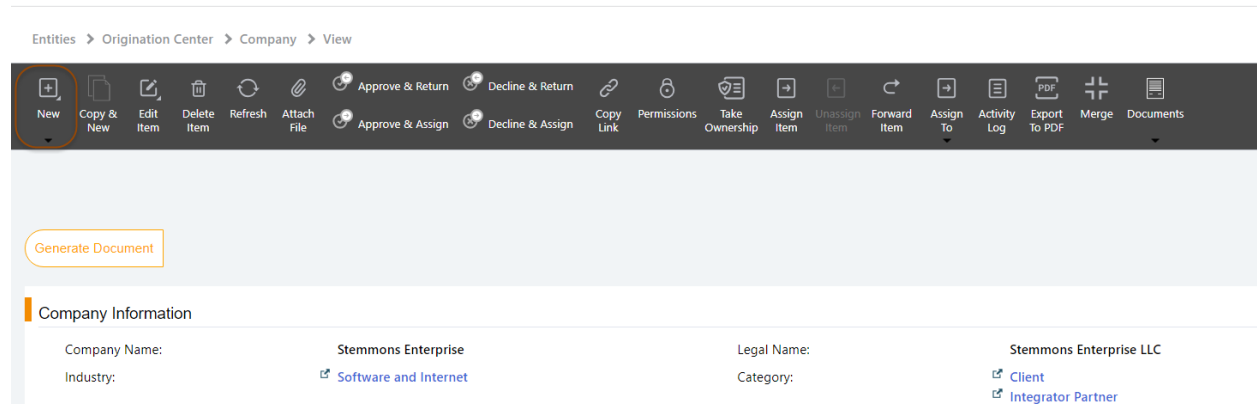 Entities > Origination Center > Company > View
New
Copy & New
Edit Item
Delete Item
Refresh
Attach File
Approve & Return
Decline & Return
Approve & Assign
Decline & Assign
Copy Link
Permissions
Take Ownership
Assign Item
Unassign Item
Forward Item
Assign To
Activity Log
PDF
Export To PDF
Merge
Documents
Generate Document
Company Information
Company Name: Stemmons Enterprise Legal Name: Stemmons Enterprise LLC
Industry: Software and Internet Category: Client
Integrator Partner